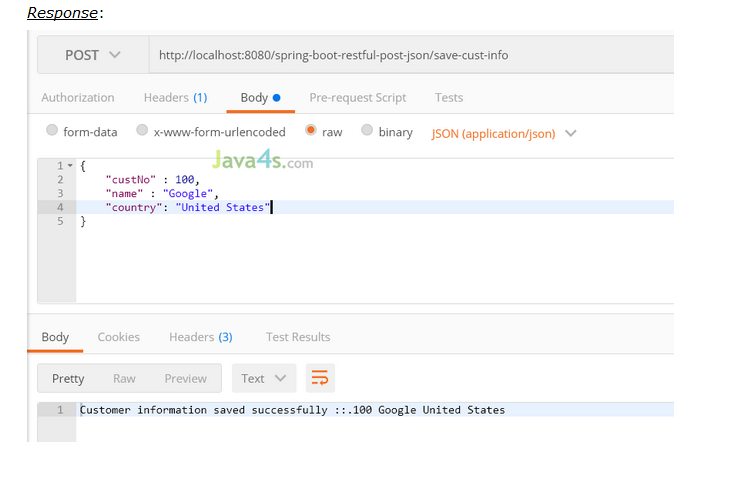 Response:
POST http://localhost:8080/spring-boot-restful-post-json/save-cust-info
Authorization Headers (1) Body Pre-request Script Tests
form-data x-www-form-urlencoded raw binary JSON (application/json)
Java4s.com
1 {
2 "custNo" : 100,
3 "name" : "Google",
4 "country": "United States"
5 }
Body Cookies Headers (3) Test Results
Pretty Raw Preview Text
1 Customer information saved successfully ::.100 Google United States